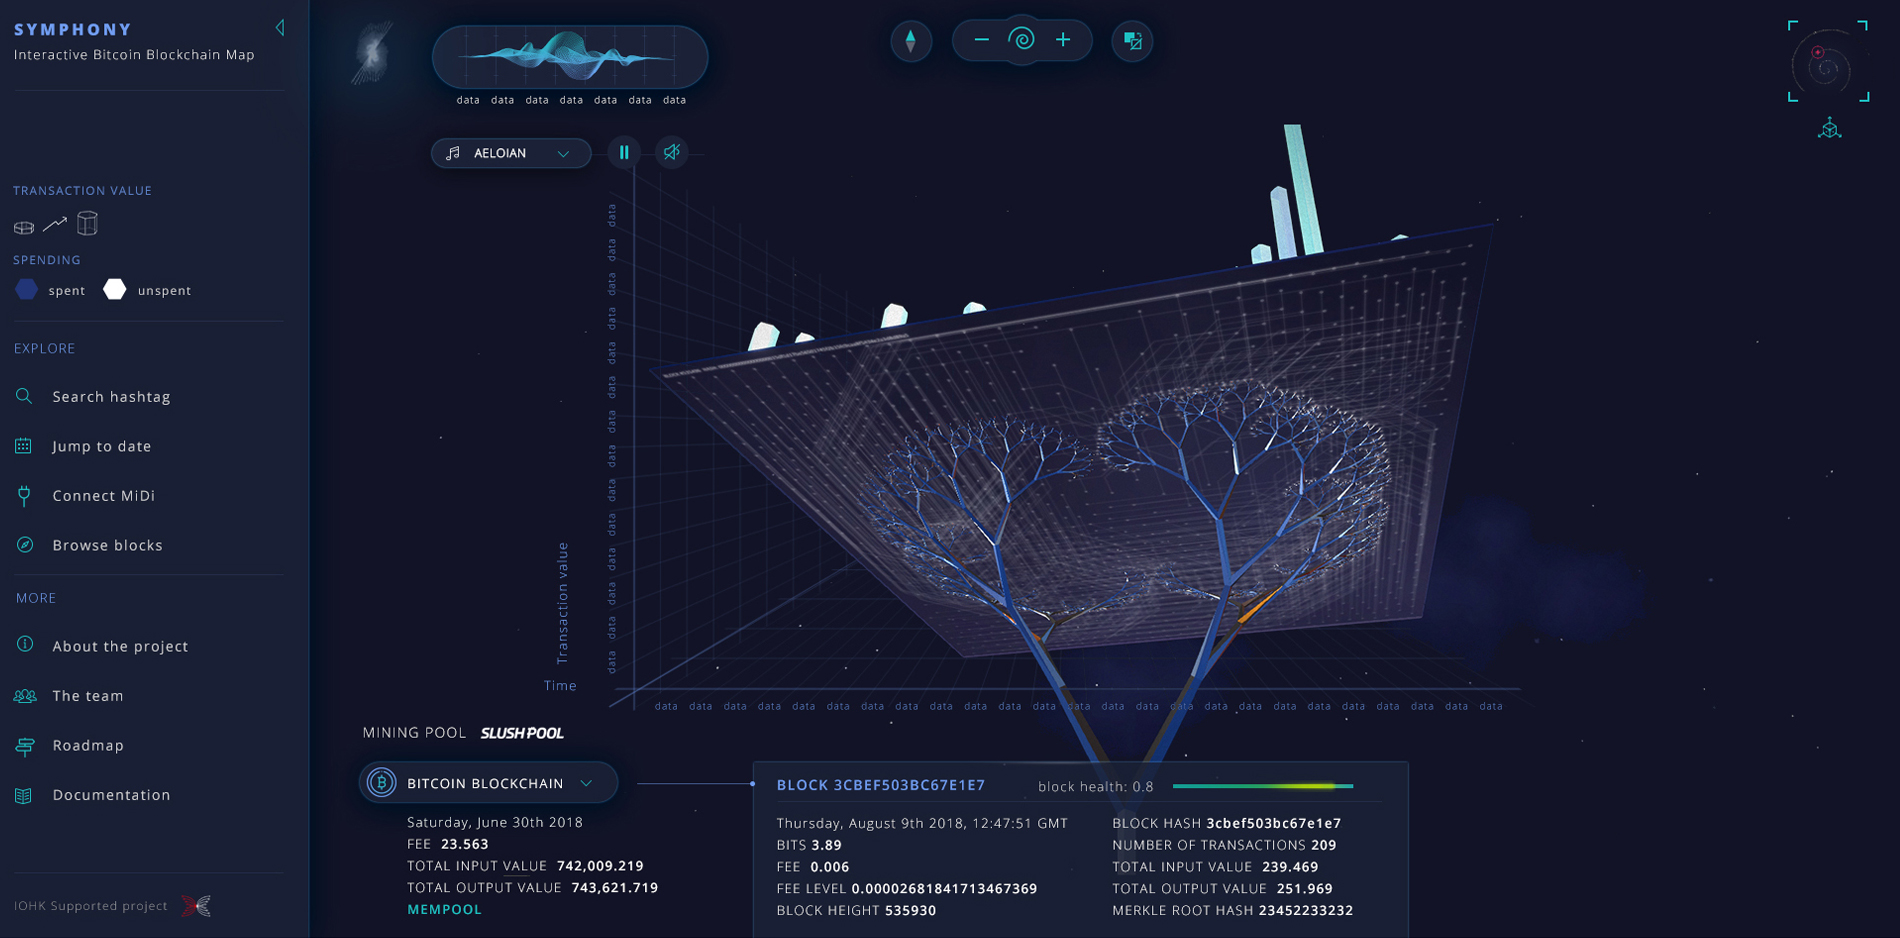 SYMPHONY
Interactive Bitcoin Blockchain Map
TRANSACTION VALUE
SPENDING
spent unspent
EXPLORE
Search hashtag
Jump to date
Connect MiDi
Browse blocks
MORE
About the project
The team
Roadmap
Documentation
IOHK Supported project
data data data data data data data
AELOIAN
data
data
data
data
data
data
data
data
data
data
data
data
data
data
Transaction value
Time
data data data data data data data data data data data data data data data data data data data data data data data data data
MINING POOL SLUSHPOOL
BITCOIN BLOCKCHAIN
Saturday, June 30th 2018
FEE 23.563
TOTAL INPUT VALUE 742,009.219
TOTAL OUTPUT VALUE 743,621.719
MEMPOOL
BLOCK 3CBEF503BC67E1E7 block health: 0.8
Thursday, August 9th 2018, 12:47:51 GMT
BITS 3.89
FEE 0.006
FEE LEVEL 0.00002681841713467369
BLOCK HEIGHT 535930
BLOCK HASH 3cbef503bc67e1e7
NUMBER OF TRANSACTIONS 209
TOTAL INPUT VALUE 239.469
TOTAL OUTPUT VALUE 251.969
MERKLE ROOT HASH 23452233232